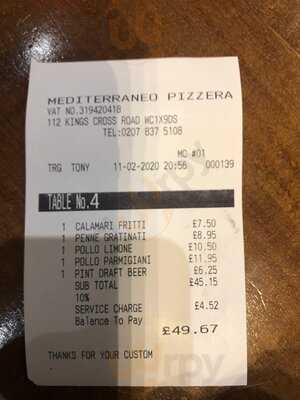 MEDITERRANEO PIZZERA
VAT NO.319420418
112 KINGS CROSS ROAD WC1X9DS
TEL:0207 837 5108
MC #01
TRG TONY 11-02-2020 20:56 000139
TABLE No.4
1 CALAMARI FRITTI £7.50
1 PENNE GRATINATI £8.95
1 POLLO LIMONE £10.50
1 POLLO PARMIGIANI £11.95
1 PINT DRAFT BEER £6.25
SUB TOTAL £45.15
10%
SERVICE CHARGE £4.52
Balance To Pay
£49.67
THANKS FOR YOUR CUSTOM